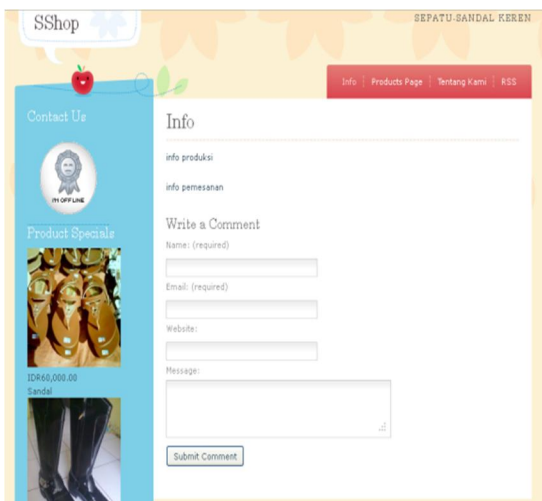 SShop
SEPATU-SANDAL KEREN
Info
Products Page
Tentang Kami
RSS
Contact Us
I'M OFFLINE
Product Specials
IDR60,000.00
Sandal
Info
info produksi
info pemesanan
Write a Comment
Name: (required)
Email: (required)
Website:
Message:
Submit Comment